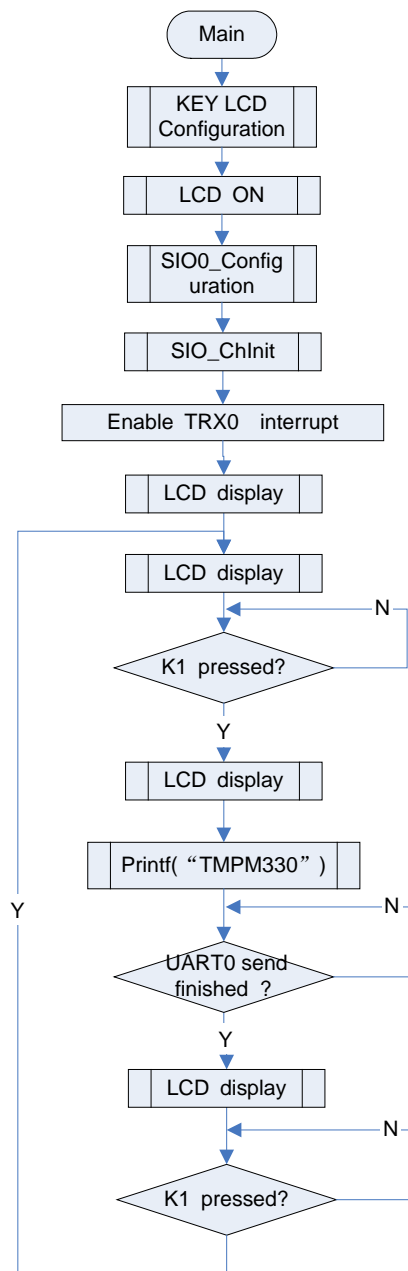 Main
KEY LCD
Configuration
LCD ON
SIO0_Config
uration
SIO_ChInit
Enable TRX0 interrupt
LCD display
LCD display
N
K1 pressed?
Y
LCD display
Printf( “TMPM330” )
Y
N
UART0 send
finished ?
Y
LCD display
N
K1 pressed?